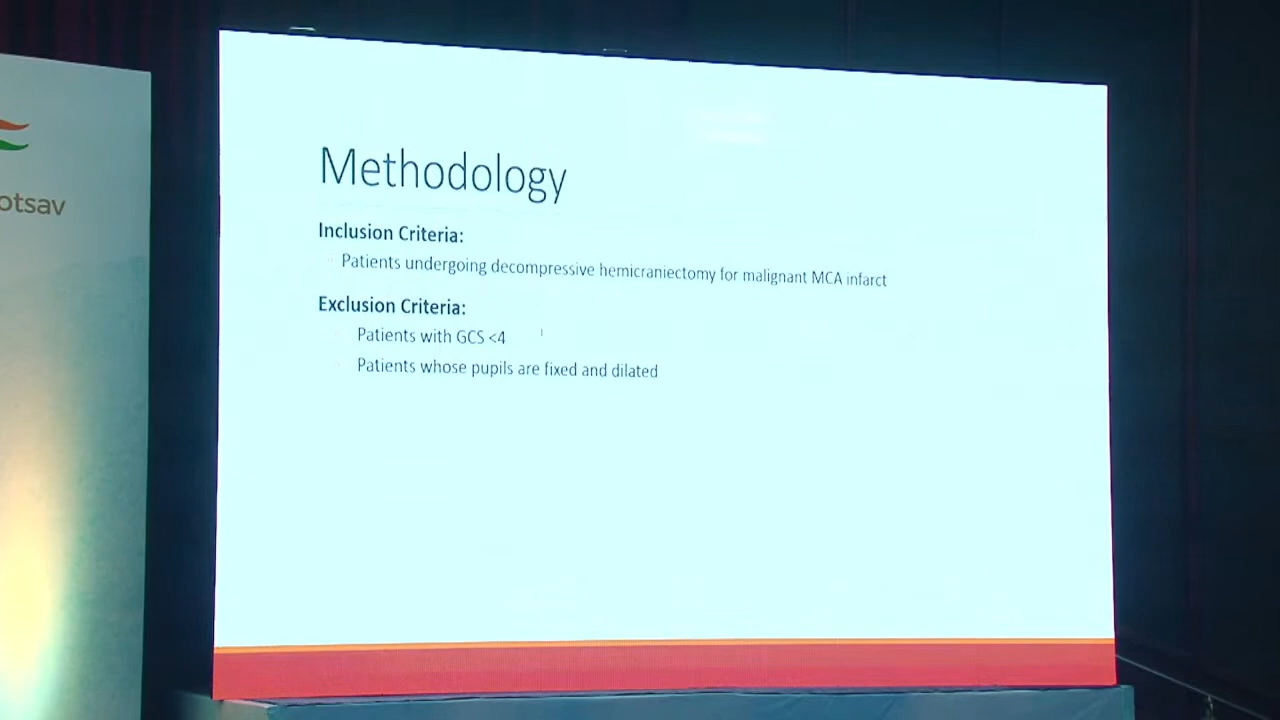 otsav
Methodology
Inclusion Criteria:
Patients undergoing decompressive hemicraniectomy for malignant MCA infarct
Exclusion Criteria:
Patients with GCS <4
Patients whose pupils are fixed and dilated